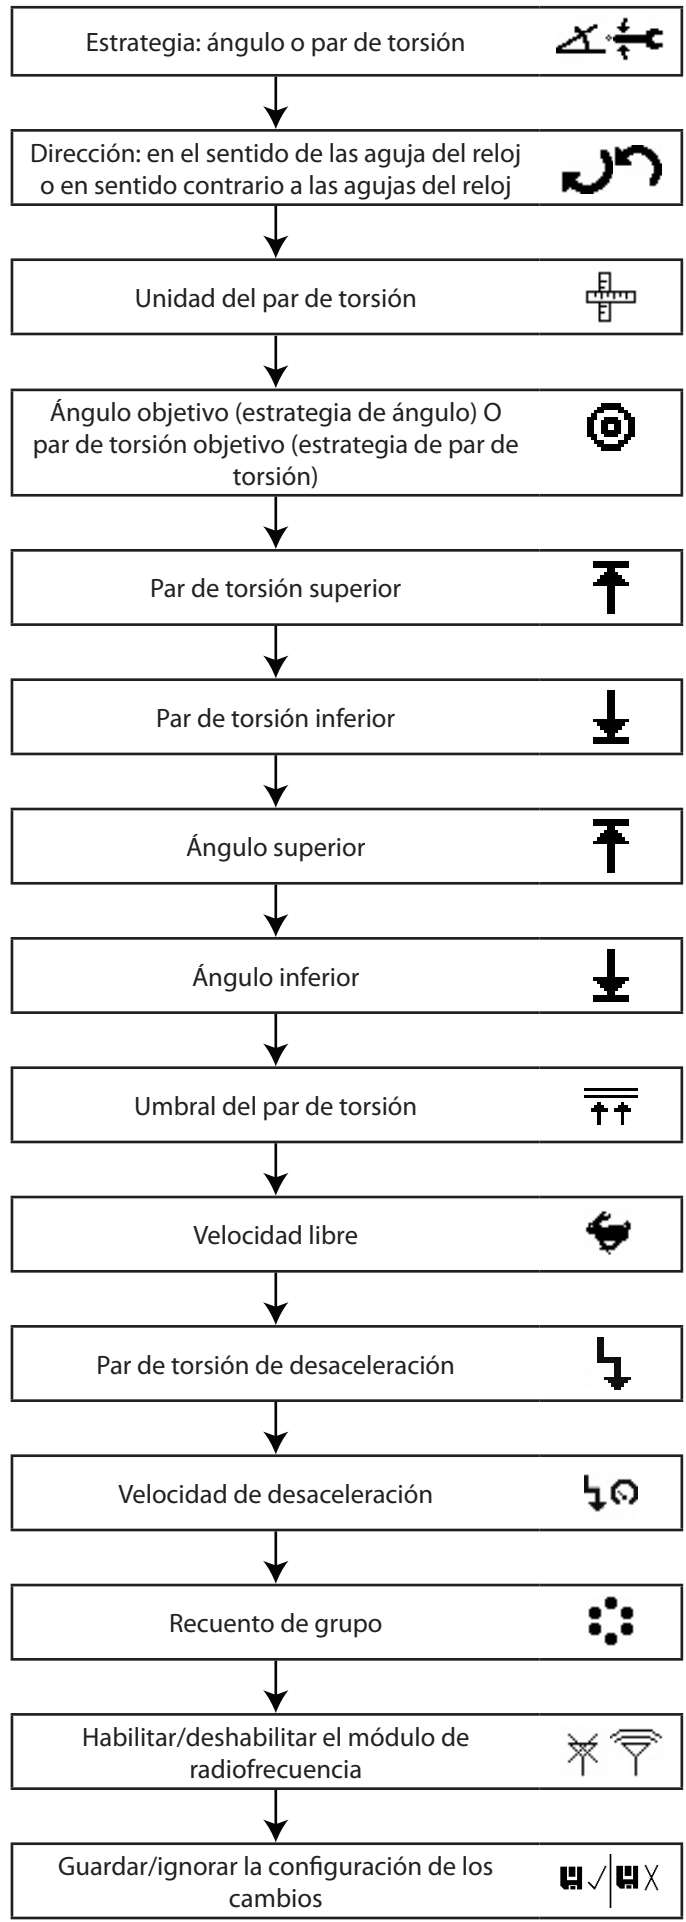 Estrategia: ángulo o par de torsión
Dirección: en el sentido de las aguja del reloj
o en sentido contrario a las agujas del reloj
Unidad del par de torsión
Ángulo objetivo (estrategia de ángulo) O
par de torsión objetivo (estrategia de par de
torsión)
Par de torsión superior
Par de torsión inferior
Ángulo superior
Ángulo inferior
Umbral del par de torsión
Velocidad libre
Par de torsión de desaceleración
Velocidad de desaceleración
Recuento de grupo
Habilitar/deshabilitar el módulo de
radiofrecuencia
Guardar/ignorar la configuración de los
cambios